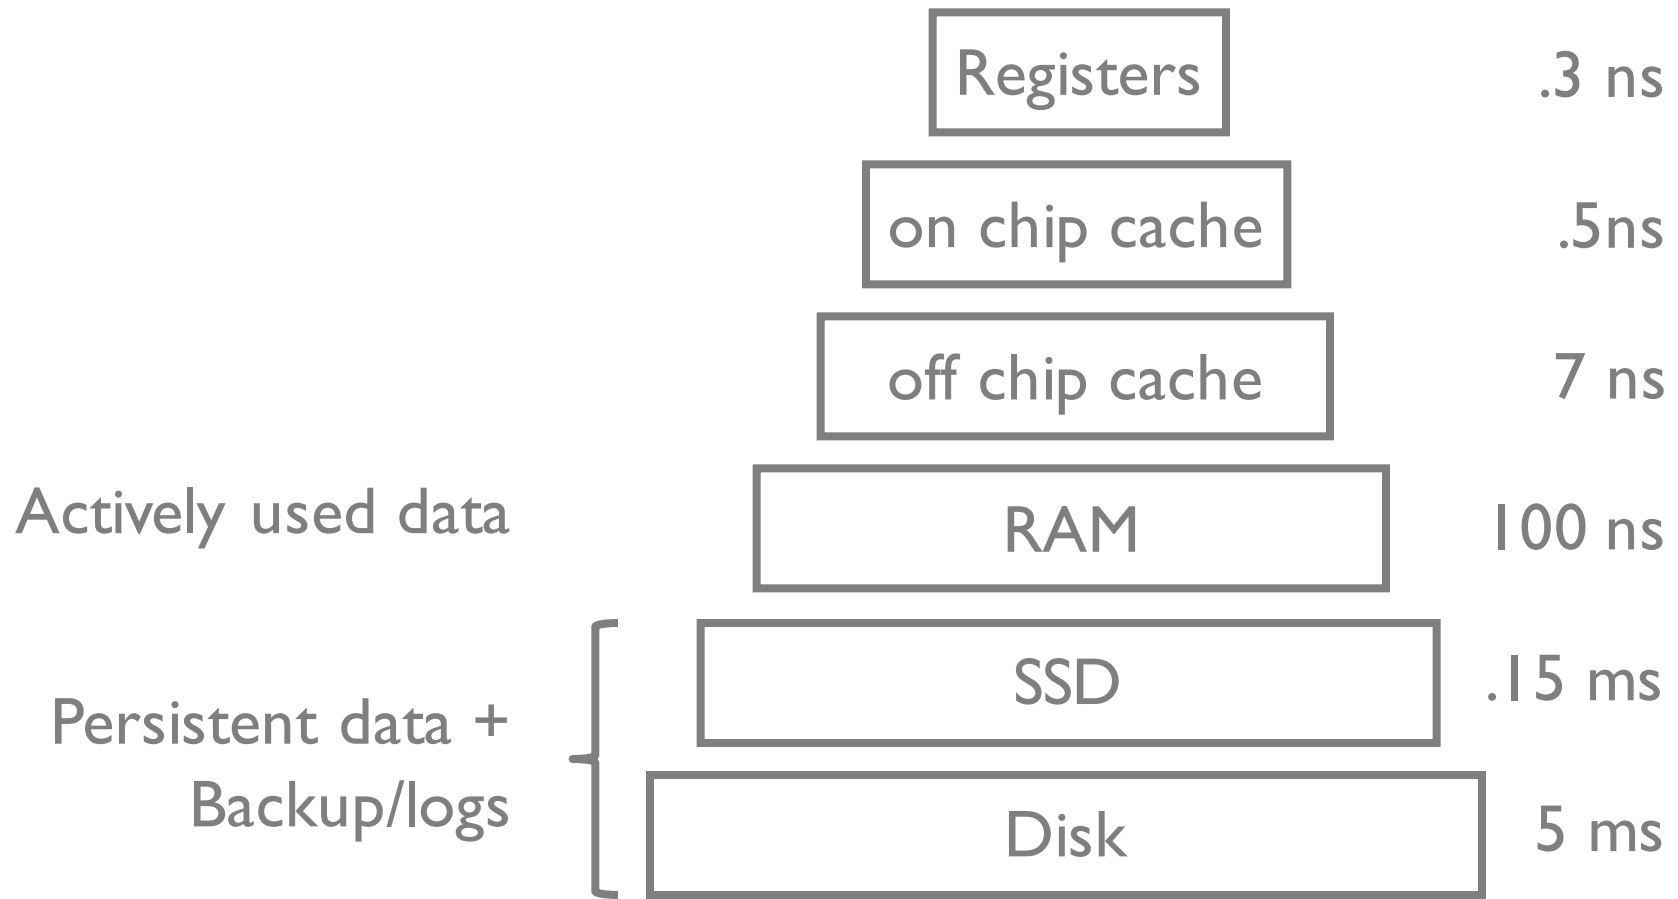 Registers .3 ns
on chip cache .5ns
off chip cache 7 ns
Actively used data RAM 100 ns
SSD .15 ms
Persistent data +
Backup/logs
Disk 5 ms